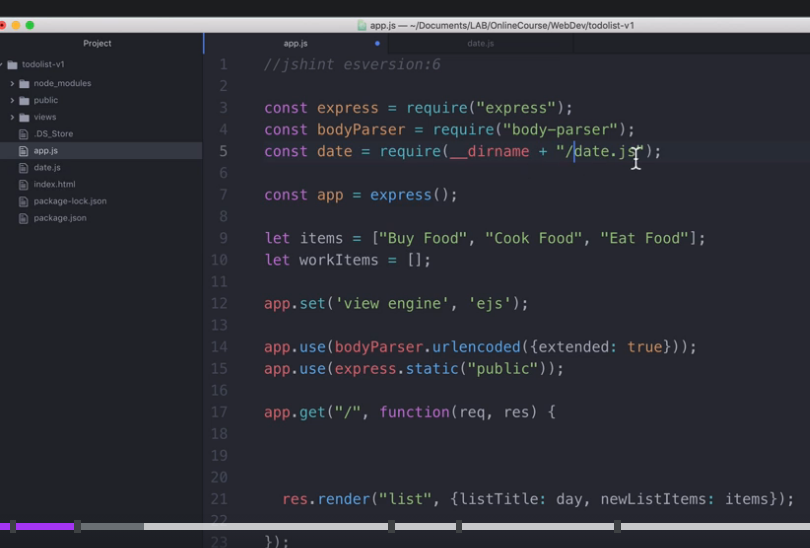 app.js — ~/Documents/LAB/OnlineCourse/WebDev/todolist-v1
Project
app.js
date.js
todolist-v1
node_modules
public
views
.DS_Store
app.js
date.js
index.html
package-lock.json
package.json
1 //jshint esversion:6
2
3 const express = require("express");
4 const bodyParser = require("body-parser");
5 const date = require(__dirname + "/date.js");
6
7 const app = express();
8
9 let items = ["Buy Food", "Cook Food", "Eat Food"];
10 let workItems = [];
11
12 app.set('view engine', 'ejs');
13
14 app.use(bodyParser.urlencoded({extended: true}));
15 app.use(express.static("public"));
16
17 app.get("/", function(req, res) {
18
19
20
21 res.render("list", {listTitle: day, newListItems: items});
22
23 });